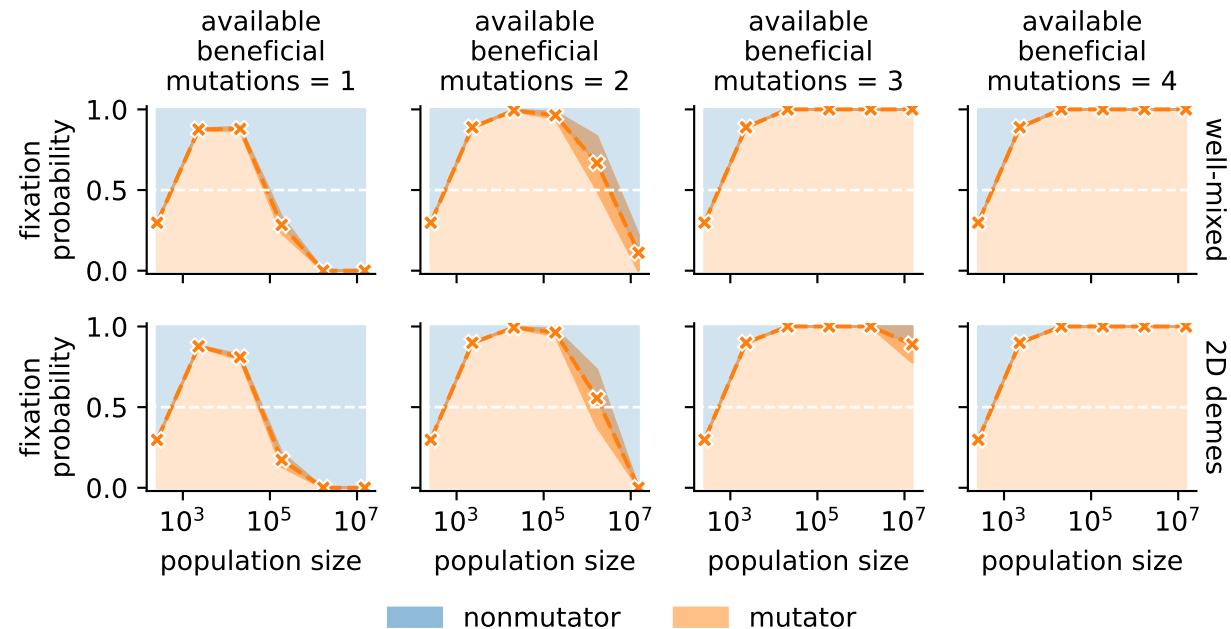 available
beneficial
mutations = 1
available
beneficial
mutations = 2
available
beneficial
mutations = 3
available
beneficial
mutations = 4
fixation
probability
1.0
0.5
0.0
well-mixed
fixation
probability
1.0
0.5
0.0
2D demes
10³ 10⁵ 10⁷
10³ 10⁵ 10⁷
10³ 10⁵ 10⁷
10³ 10⁵ 10⁷
population size
population size
population size
population size
nonmutator
mutator